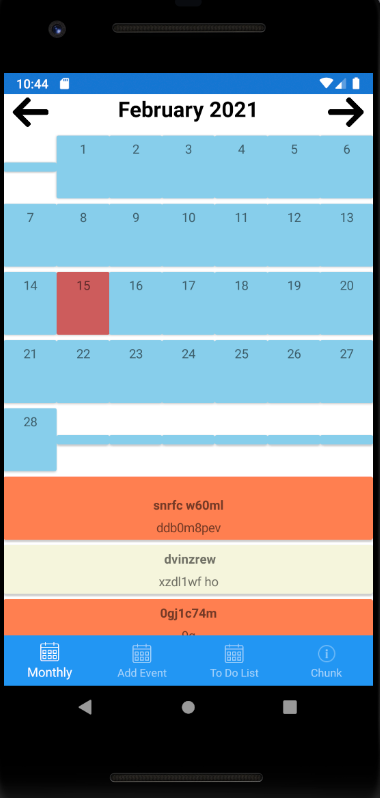 10:44
February 2021
1 2 3 4 5 6
7 8 9 10 11 12 13
14 15 16 17 18 19 20
21 22 23 24 25 26 27
28
snrfc w60ml
ddb0m8pev
dvinzrew
xzdl1wf ho
0gj1c74m
Monthly Add Event To Do List Chunk